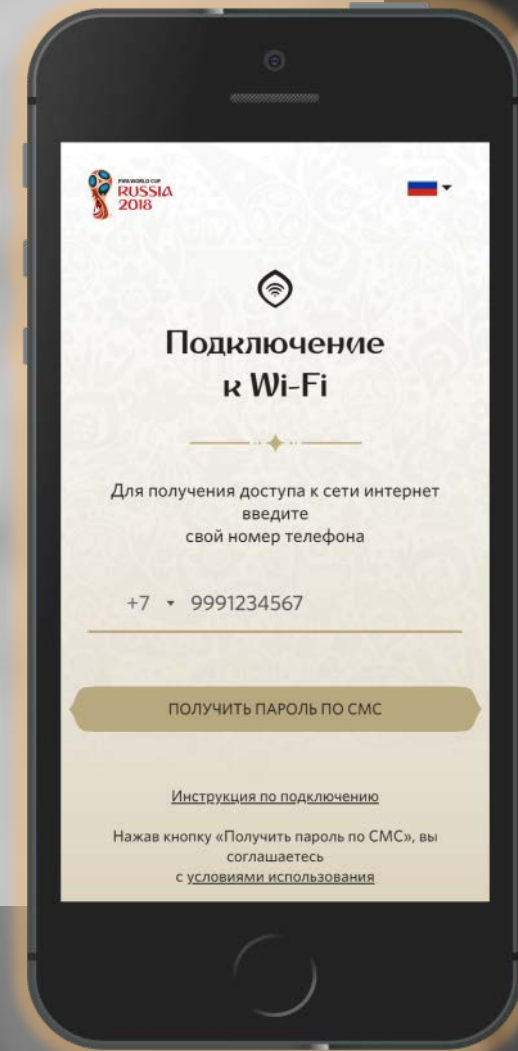 FIFA WORLD CUP
RUSSIA
2018
Подключение
к Wi-Fi
Для получения доступа к сети интернет
введите
свой номер телефона
+7 9991234567
ПОЛУЧИТЬ ПАРОЛЬ ПО СМС
Инструкция по подключению
Нажав кнопку «Получить пароль по СМС», вы
соглашаетесь
с условиями использования